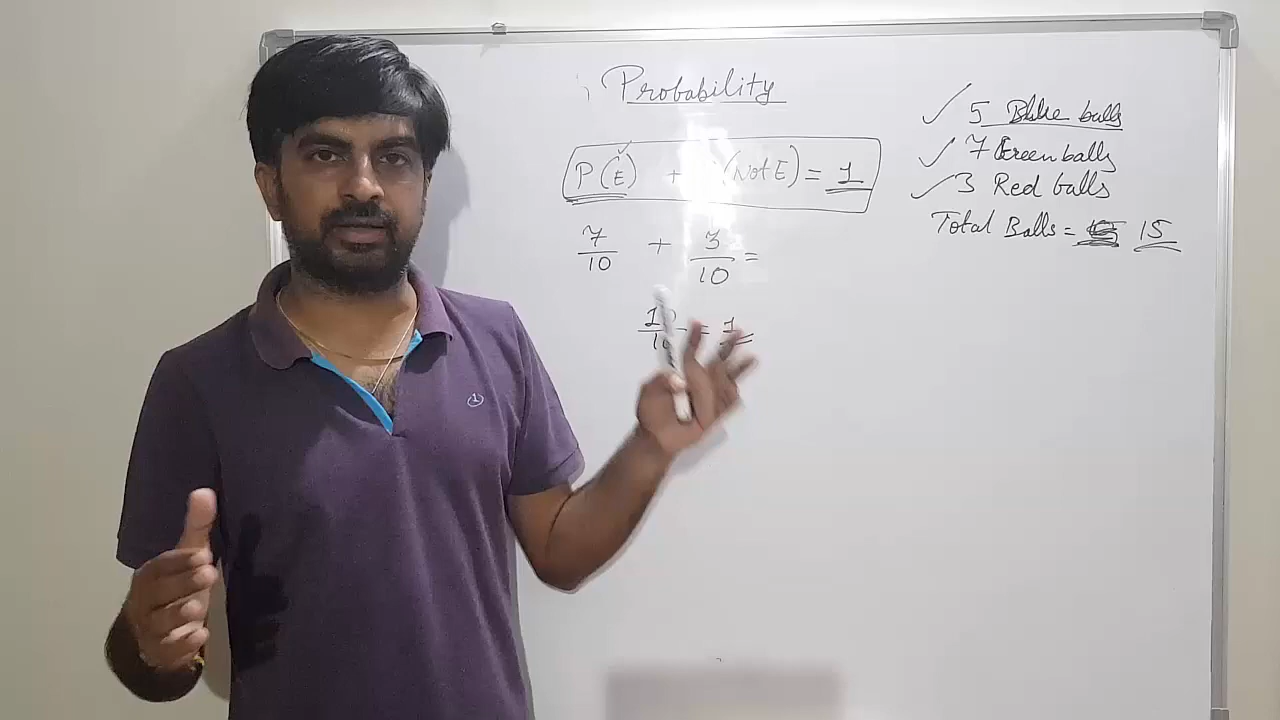 Probability
P(E) + (Not E) = 1
7/10 + 3/10 =
= 1
5 Blue balls
7 Green balls
3 Red balls
Total Balls = 15